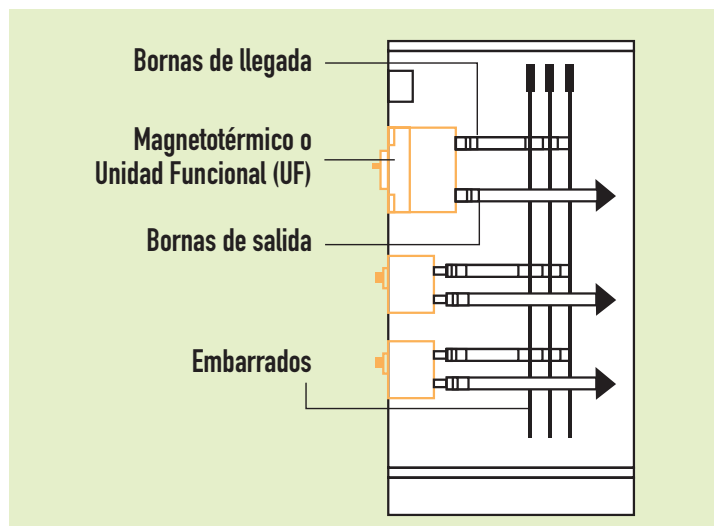 Bornas de llegada
Magnetotérmico o
Unidad Funcional (UF)
Bornas de salida
Embarrados